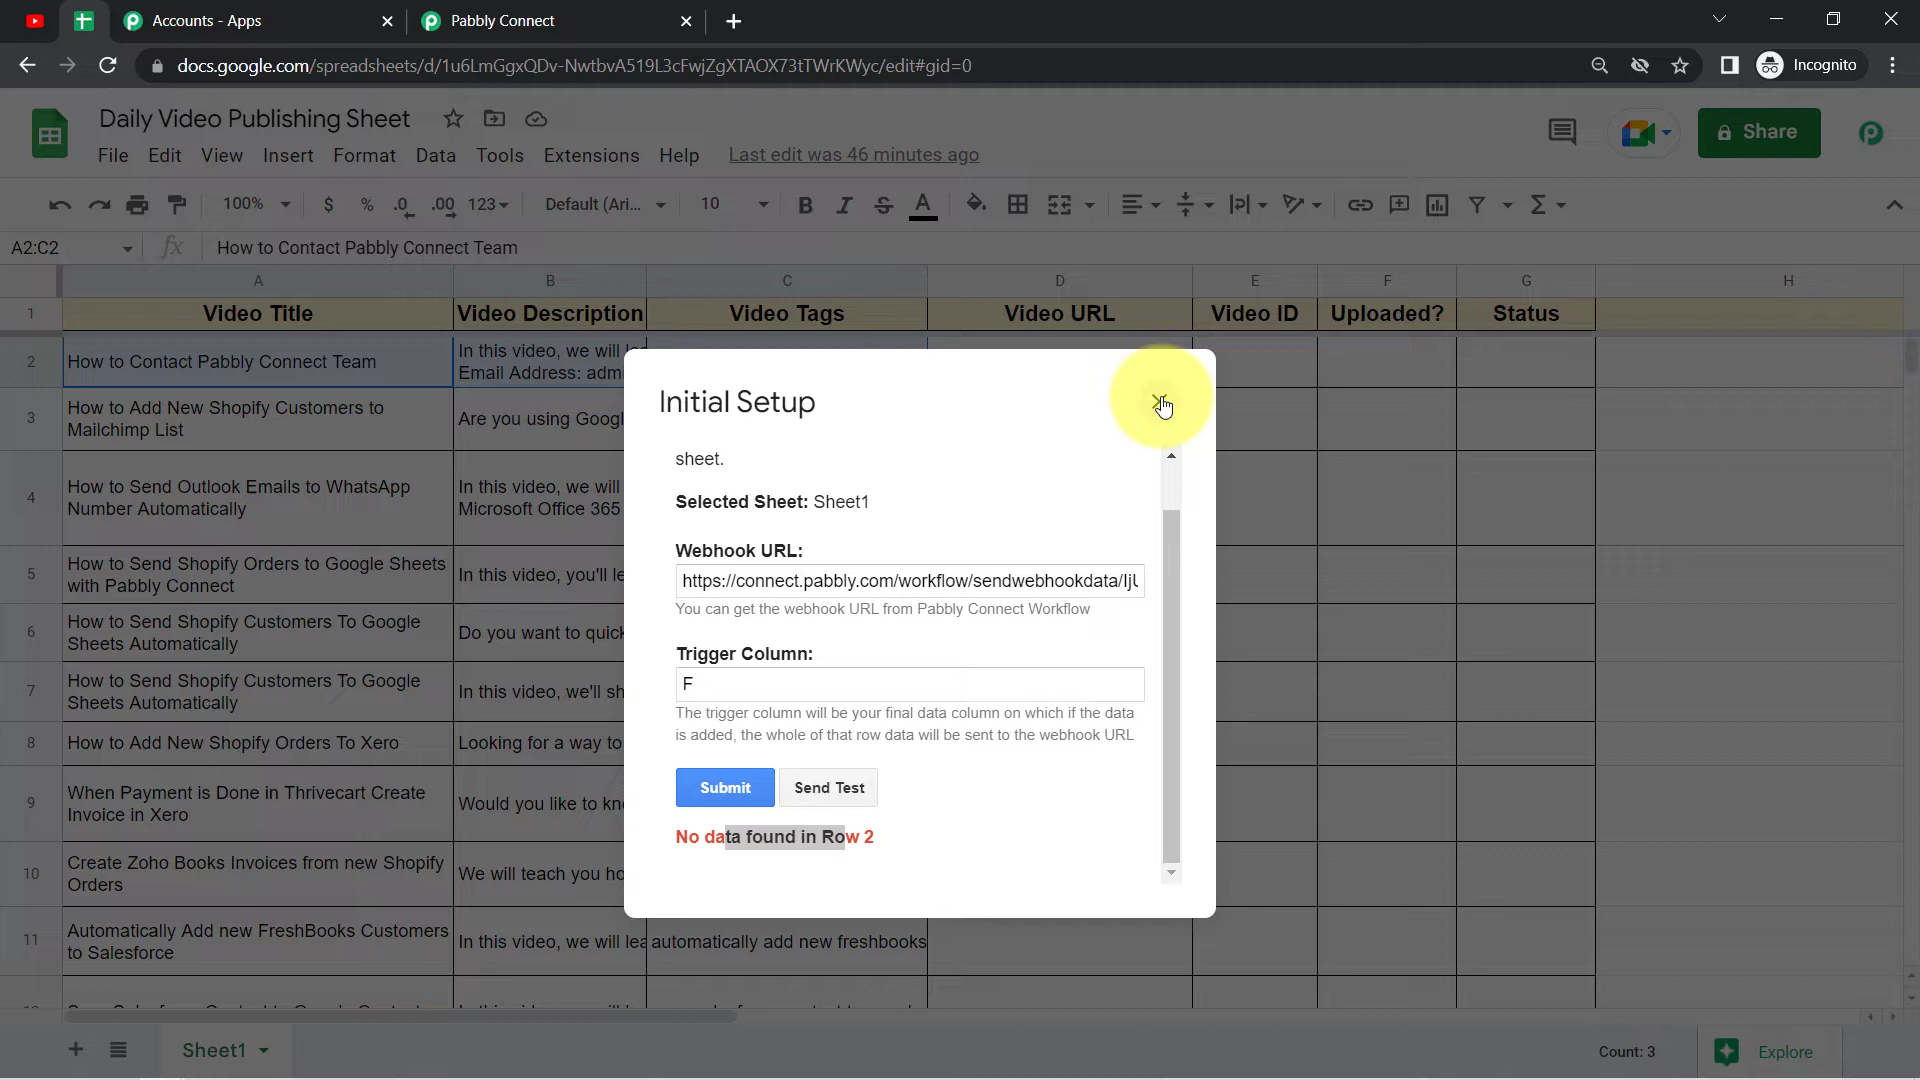 Accounts - Apps
Pabbly Connect
docs.google.com/spreadsheets/d/1u6LmGgxQDv-NwtbvA519L3cFwjZgXTAOX73tTWrKWyc/edit#gid=0
Incognito
Daily Video Publishing Sheet
File Edit View Insert Format Data Tools Extensions Help Last edit was 46 minutes ago
Share
100% $ % .0 .00 123 Default (Ari... 10
A2:C2 fx How to Contact Pabbly Connect Team
A B C D E F G H
1 Video Title Video Description Video Tags Video URL Video ID Uploaded? Status
2 How to Contact Pabbly Connect Team
In this video, we will
Email Address:
3 How to Add New Shopify Customers to
Mailchimp List
Are you using
4 How to Send Outlook Emails to WhatsApp
Number Automatically
In this video, we will
Microsoft Office 365
5 How to Send Shopify Orders to Google Sheets
with Pabbly Connect
In this video, you'll
6 How to Send Shopify Customers To Google
Sheets Automatically
Do you want to
7 How to Send Shopify Customers To Google
Sheets Automatically
In this video, we'll
8 How to Add New Shopify Orders To Xero
Looking for a way to
9 When Payment is Done in Thrivecart Create
Invoice in Xero
Would you like to
10 Create Zoho Books Invoices from new Shopify
Orders
We will teach you
11 Automatically Add new FreshBooks Customers
to Salesforce
In this video, we will
automatically add new freshbooks
Initial Setup
sheet.
Selected Sheet: Sheet1
Webhook URL:
https://connect.pabbly.com/workflow/sendwebhookdata/Ij
You can get the webhook URL from Pabbly Connect Workflow
Trigger Column:
F
The trigger column will be your final data column on which if the data
is added, the whole of that row data will be sent to the webhook URL
Submit Send Test
No data found in Row 2
Sheet1
Count: 3
Explore